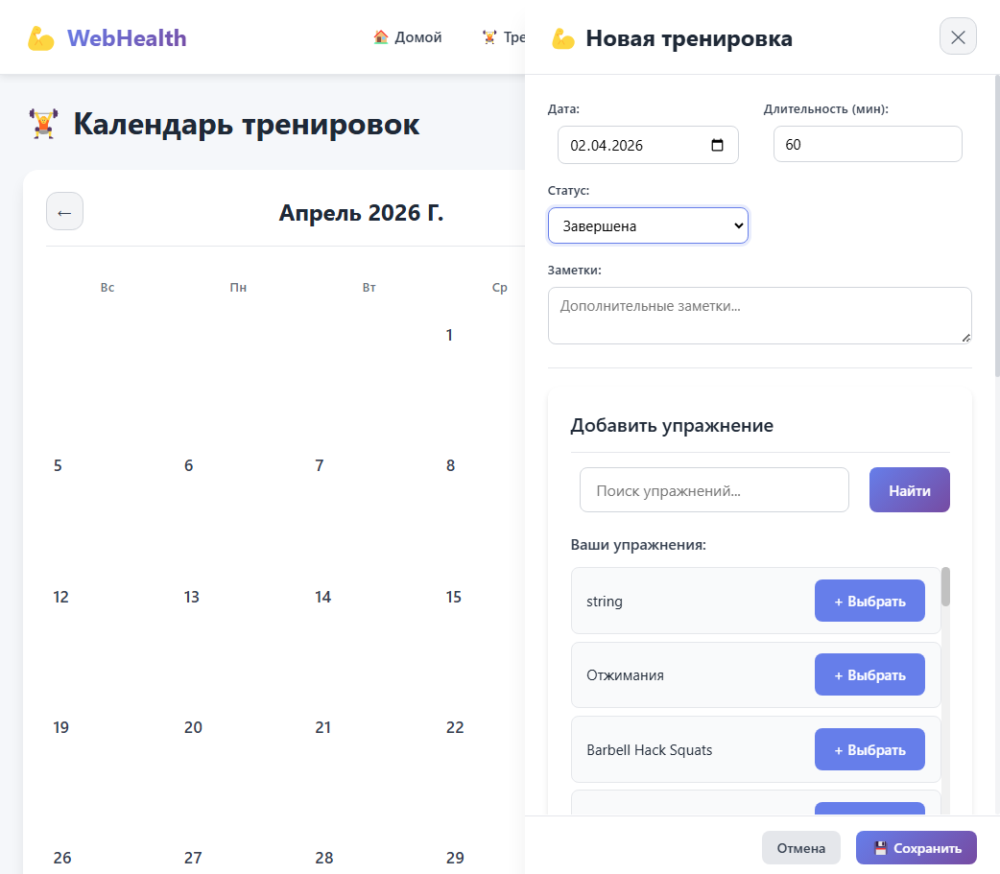 WebHealth
Домой
Тре
Календарь тренировок
←
Апрель 2026 Г.
Вс Пн Вт Ср
1
5 6 7 8
12 13 14 15
19 20 21 22
26 27 28 29
Новая тренировка
Дата: Длительность (мин):
02.04.2026 60
Статус:
Завершена
Заметки:
Дополнительные заметки...
Добавить упражнение
Поиск упражнений... Найти
Ваши упражнения:
string + Выбрать
Отжимания + Выбрать
Barbell Hack Squats + Выбрать
Отмена Сохранить